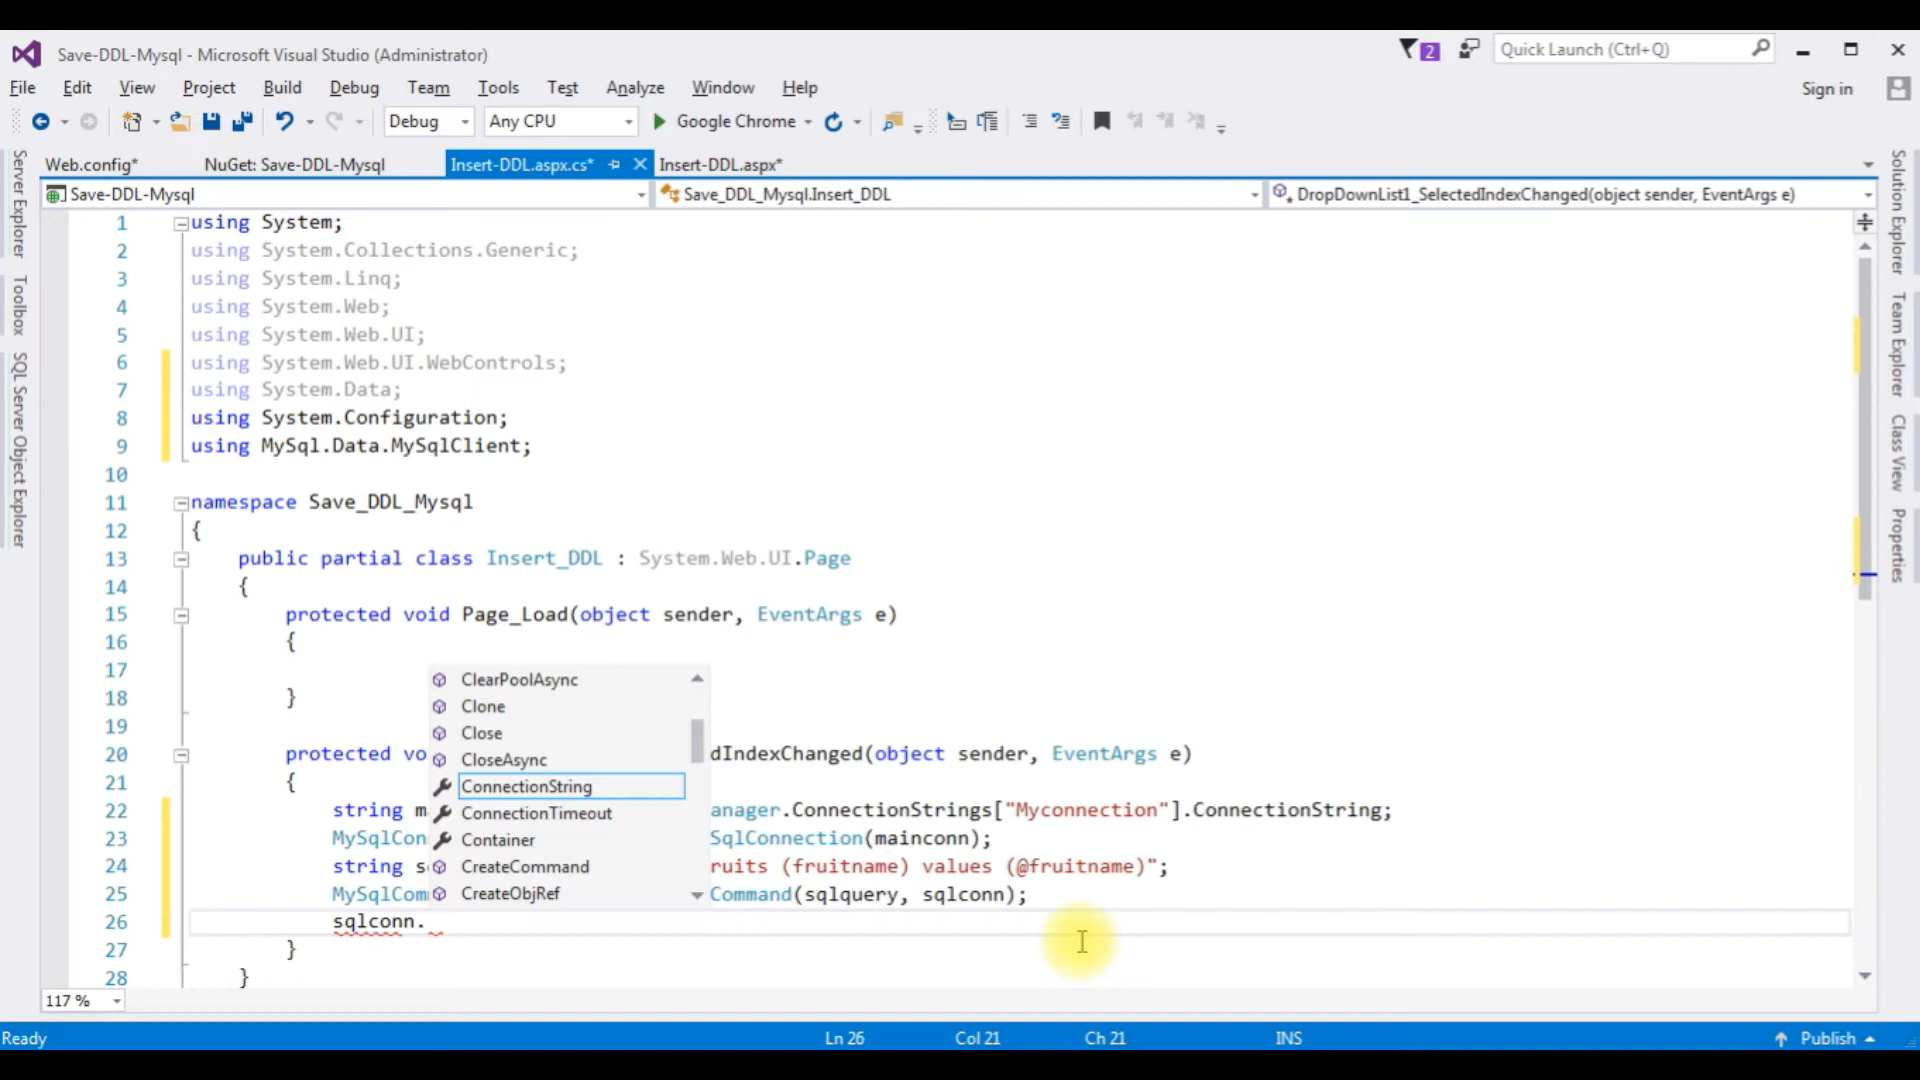 Save-DDL-Mysql - Microsoft Visual Studio (Administrator)
2
Quick Launch (Ctrl+Q)
File Edit View Project Build Debug Team Tools Test Analyze Window Help
Sign in
Debug Any CPU Google Chrome
Web.config* NuGet: Save-DDL-Mysql Insert-DDL.aspx.cs* Insert-DDL.aspx*
Save-DDL-Mysql Save_DDL_Mysql.Insert_DDL DropDownList1_SelectedIndexChanged(object sender, EventArgs e)
Server Explorer
Toolbox
SQL Server Object Explorer
1 using System;
2 using System.Collections.Generic;
3 using System.Linq;
4 using System.Web;
5 using System.Web.UI;
6 using System.Web.UI.WebControls;
7 using System.Data;
8 using System.Configuration;
9 using MySql.Data.MySqlClient;
10
11 namespace Save_DDL_Mysql
12 {
13 public partial class Insert_DDL : System.Web.UI.Page
14 {
15 protected void Page_Load(object sender, EventArgs e)
16 {
17
18 }
19
20 protected vo dIndexChanged(object sender, EventArgs e)
21 {
22 string m anager.ConnectionStrings["Myconnection"].ConnectionString;
23 MySqlCon SqlConnection(mainconn);
24 string s ruits (fruitname) values (@fruitname)";
25 MySqlCom Command(sqlquery, sqlconn);
26 sqlconn.
27 }
28 }
ClearPoolAsync
Clone
Close
CloseAsync
ConnectionString
ConnectionTimeout
Container
CreateCommand
CreateObjRef
Solution Explorer
Team Explorer
Class View
Properties
117 %
Ready Ln 26 Col 21 Ch 21 INS Publish